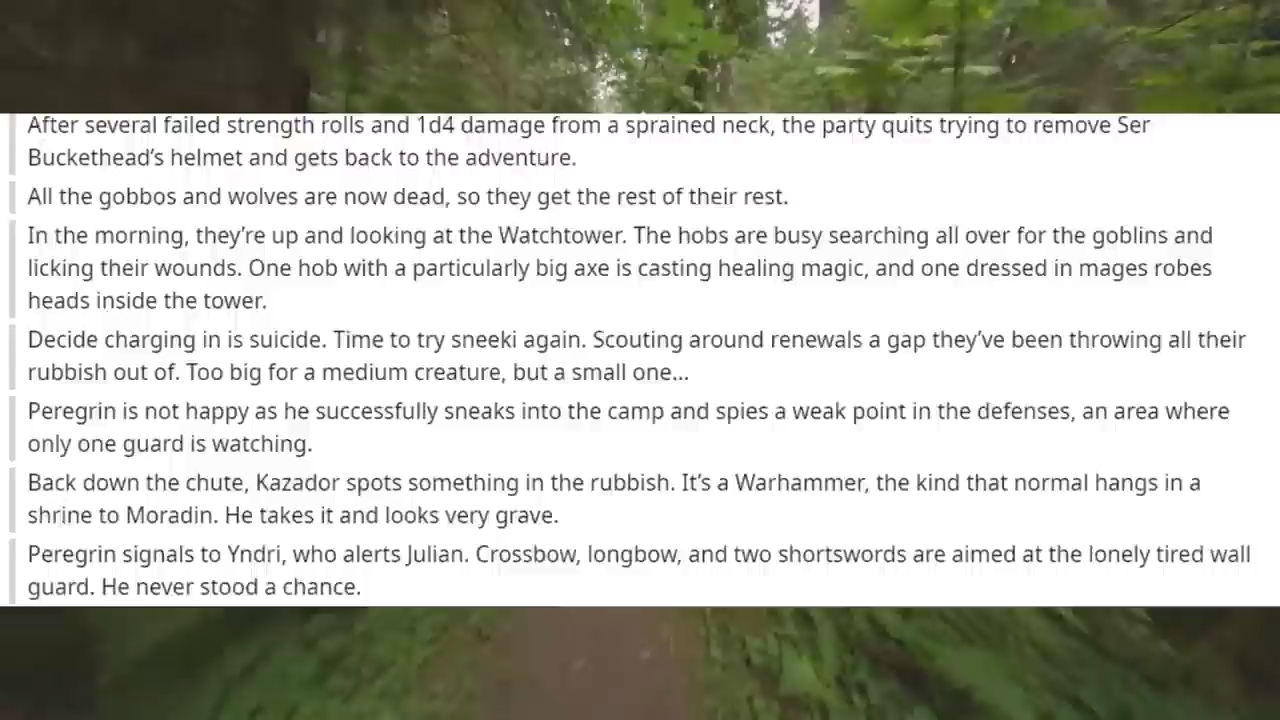 After several failed strength rolls and 1d4 damage from a sprained neck, the party quits trying to remove Ser
Buckethead's helmet and gets back to the adventure.
All the gobbos and wolves are now dead, so they get the rest of their rest.
In the morning, they're up and looking at the Watchtower. The hobs are busy searching all over for the goblins and
licking their wounds. One hob with a particularly big axe is casting healing magic, and one dressed in mages robes
heads inside the tower.
Decide charging in is suicide. Time to try sneeki again. Scouting around renewals a gap they've been throwing all their
rubbish out of. Too big for a medium creature, but a small one...
Peregrin is not happy as he successfully sneaks into the camp and spies a weak point in the defenses, an area where
only one guard is watching.
Back down the chute, Kazador spots something in the rubbish. It's a Warhammer, the kind that normal hangs in a
shrine to Moradin. He takes it and looks very grave.
Peregrin signals to Yndri, who alerts Julian. Crossbow, longbow, and two shortswords are aimed at the lonely tired wall
guard. He never stood a chance.